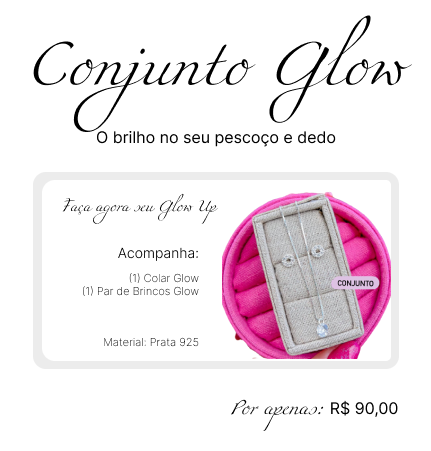 Conjunto Glow
O brilho no seu pescoço e dedo
Faça agora seu Glow Up
Acompanha:
(1) Colar Glow
(1) Par de Brincos Glow
Material: Prata 925
CONJUNTO
Por apenas: R$ 90,00